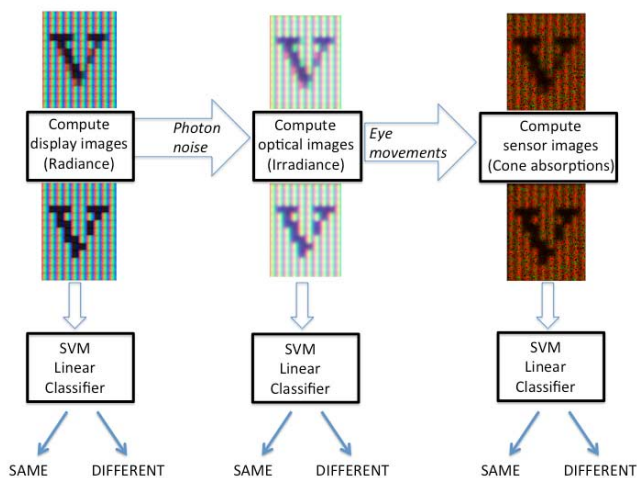 V
V
V
Compute
display images
(Radiance)
Photon
noise
Compute
optical images
(Irradiance)
Eye
movements
Compute
sensor images
(Cone absorptions)
V
V
V
SVM
Linear
Classifier
SVM
Linear
Classifier
SVM
Linear
Classifier
SAME DIFFERENT
SAME DIFFERENT
SAME DIFFERENT